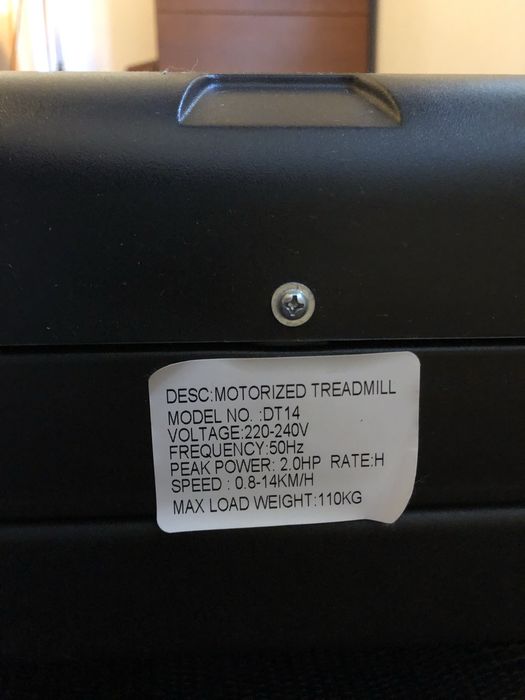 DESC:MOTORIZED TREADMILL
MODEL NO. :DT14
VOLTAGE:220-240V
FREQUENCY:50Hz
PEAK POWER: 2.0HP RATE:H
SPEED : 0.8-14KM/H
MAX LOAD WEIGHT:110KG